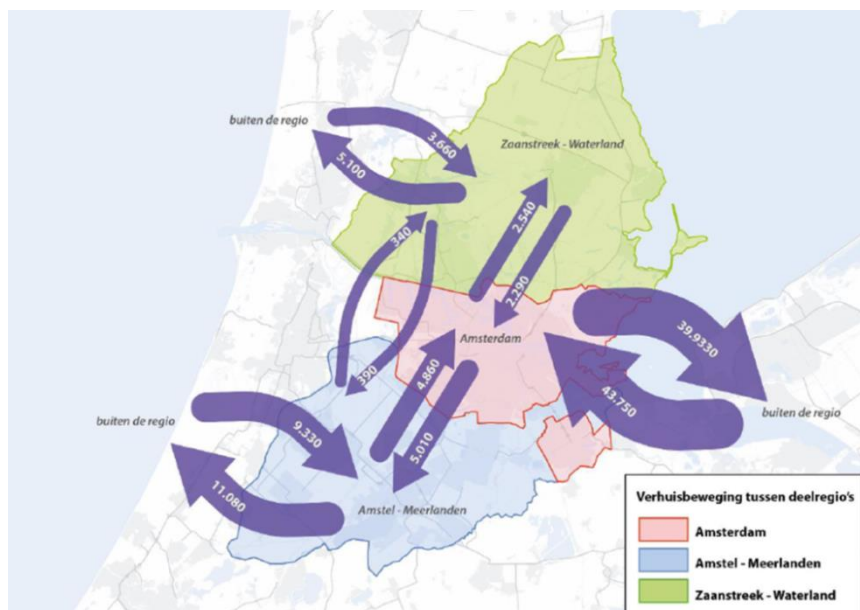 buiten de regio
3.660
Zaanstreek - Waterland
5.100
2.540
340
2.290
Amsterdam
39.9330
390
4.860
43.750
buiten de regio
buiten de regio
9.330
5.010
11.080
Amstel - Meerlanden
Verhuisbeweging tussen deelregio's
Amsterdam
Amstel - Meerlanden
Zaanstreek - Waterland